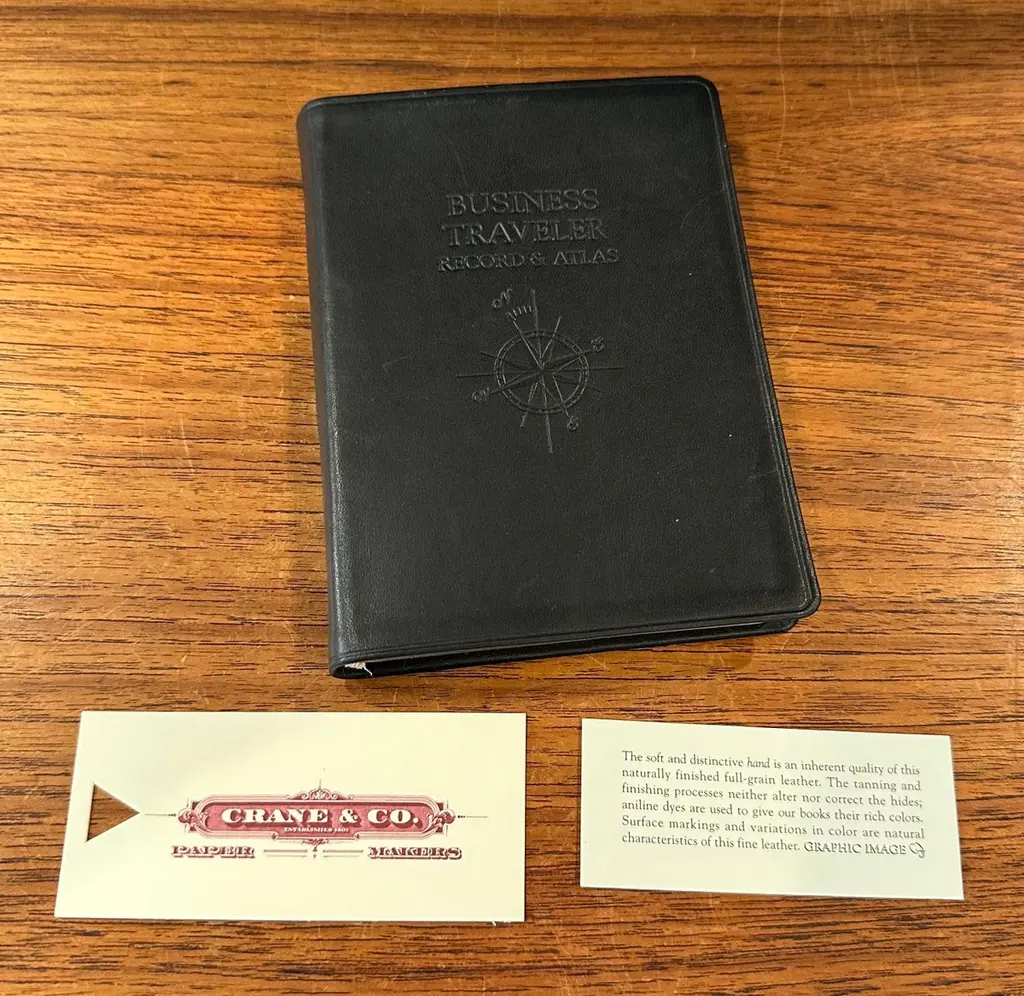 BUSINESS
TRAVELER
RECORD & ATLAS
N
E
S
CRANE & CO.
ESTABLISHED 1801
PAPER MAKERS
The soft and distinctive hand is an inherent quality of this
naturally finished full-grain leather. The tanning and
finishing processes neither alter nor correct the hides;
aniline dyes are used to give our books their rich colors.
Surface markings and variations in color are natural
characteristics of this fine leather. GRAPHIC IMAGE